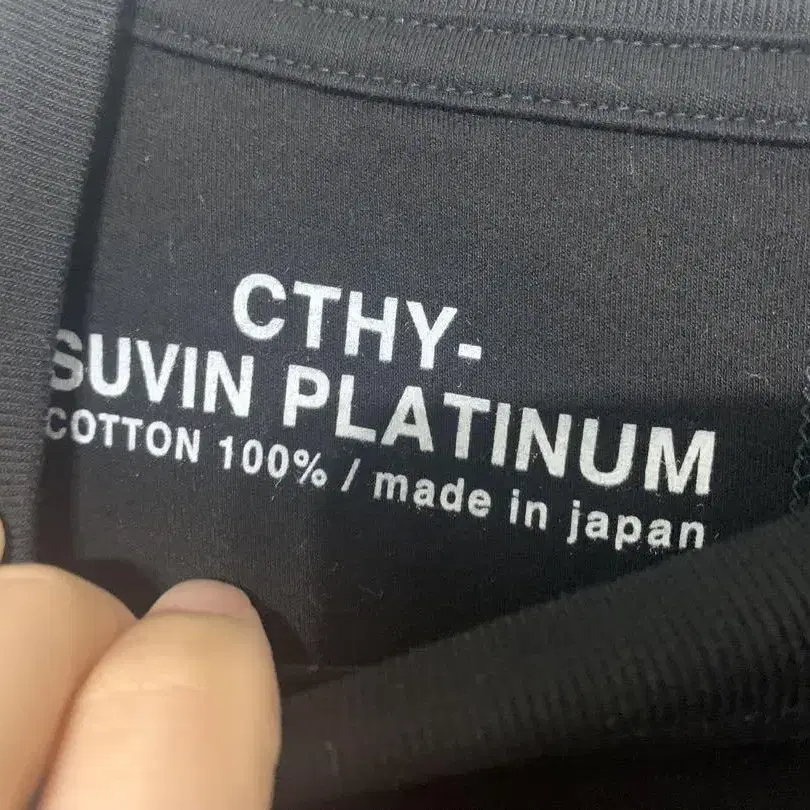 CTHY-
SUVIN PLATINUM
COTTON 100% / made in japan